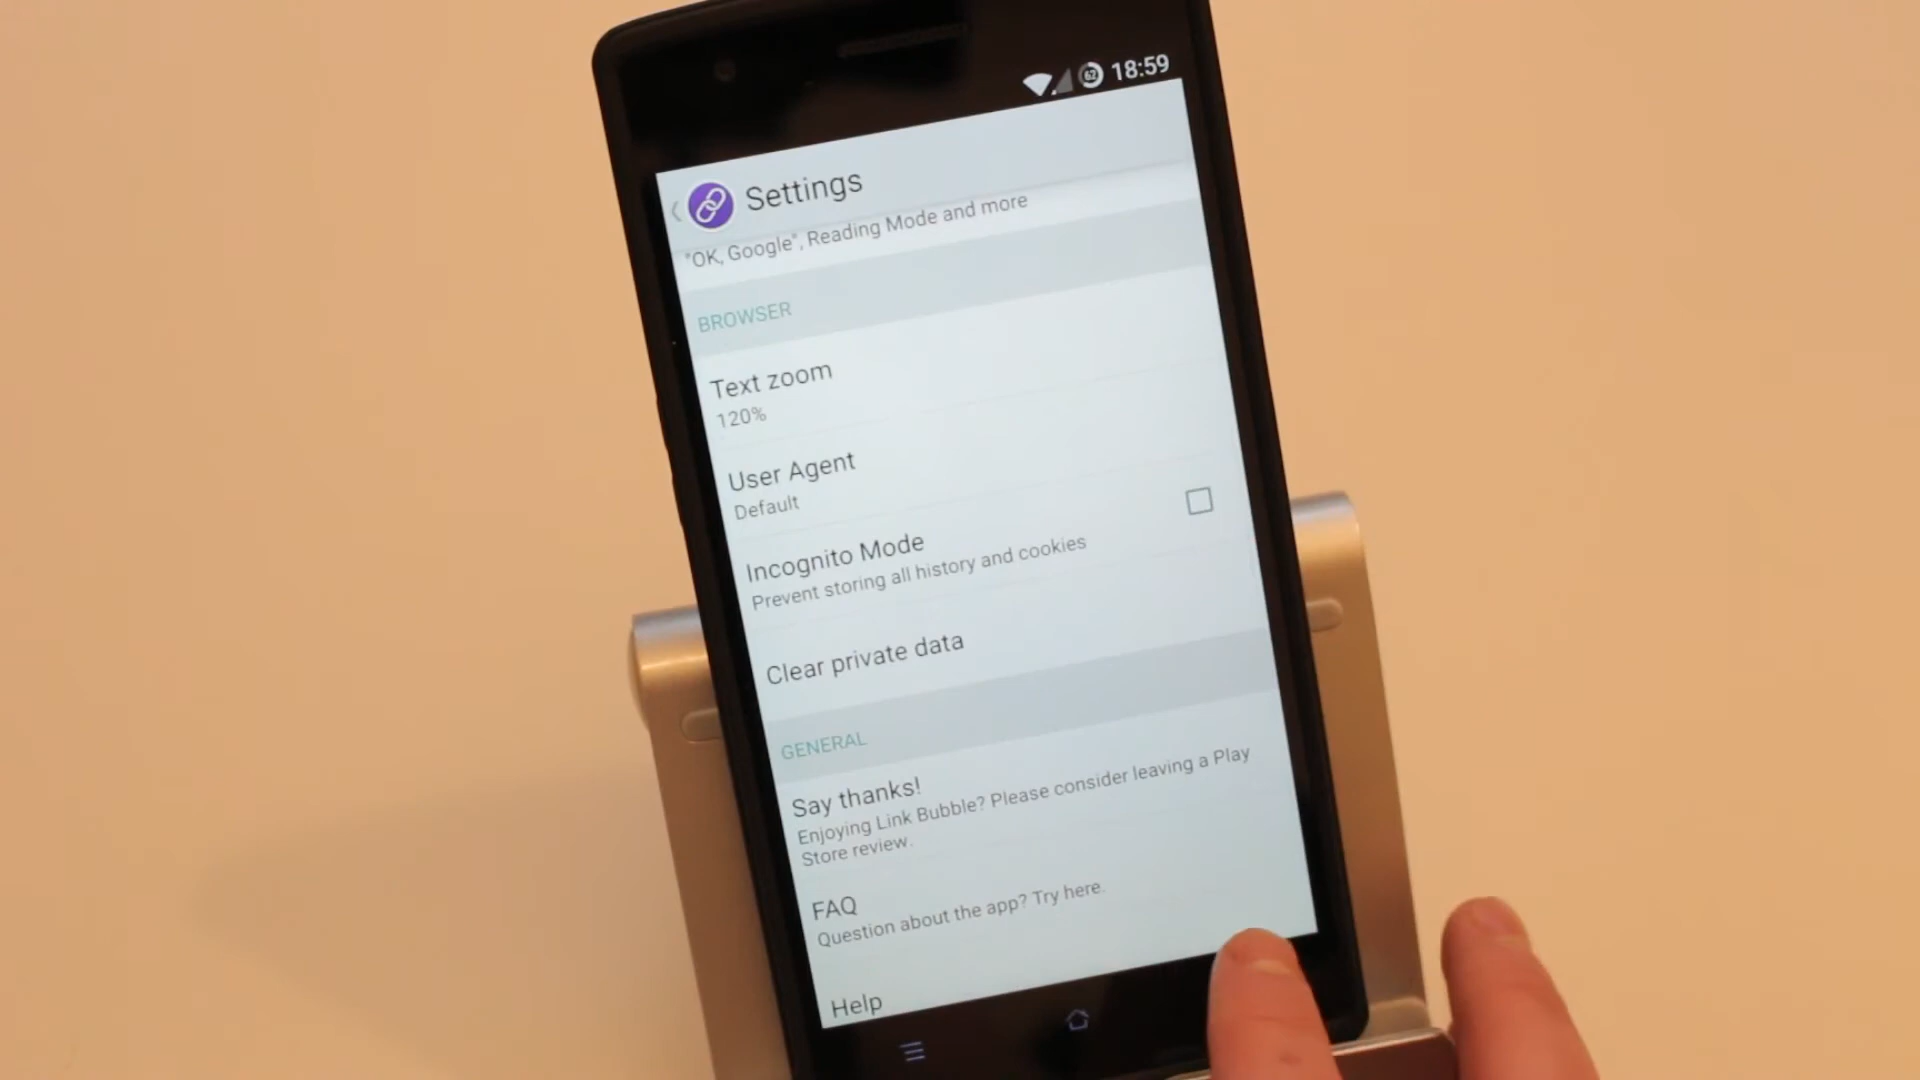 62 18:59
Settings
"OK, Google", Reading Mode and more
BROWSER
Text zoom
120%
User Agent
Default
Incognito Mode
Prevent storing all history and cookies
Clear private data
GENERAL
Say thanks!
Enjoying Link Bubble? Please consider leaving a Play
Store review.
FAQ
Question about the app? Try here.
Help